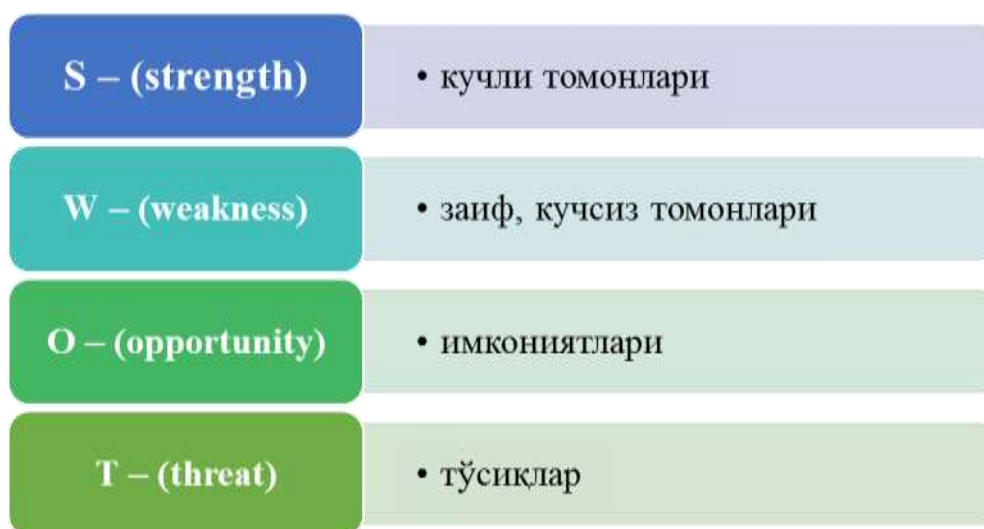 S – (strength)
• кучли томонлари
W – (weakness)
• заиф, кучсиз томонлари
O – (opportunity)
• имкониятлари
T – (threat)
• тўсиқлар